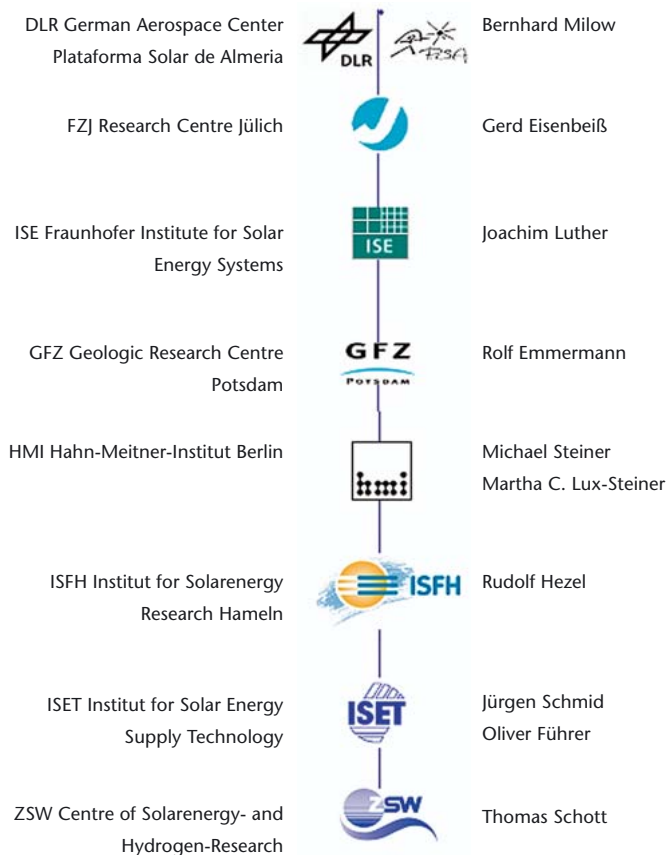 DLR German Aerospace Center
Plataforma Solar de Almeria
DLR
PSA
Bernhard Milow
FZJ Research Centre Jülich
Gerd Eisenbeiß
ISE Fraunhofer Institute for Solar
Energy Systems
ISE
Joachim Luther
GFZ Geologic Research Centre
Potsdam
GFZ
POTSDAM
Rolf Emmermann
HMI Hahn-Meitner-Institut Berlin
hmi
Michael Steiner
Martha C. Lux-Steiner
ISFH Institut for Solarenergy
Research Hameln
ISFH
Rudolf Hezel
ISET Institut for Solar Energy
Supply Technology
ISET
Jürgen Schmid
Oliver Führer
ZSW Centre of Solarenergy- and
Hydrogen-Research
ZSW
Thomas Schott